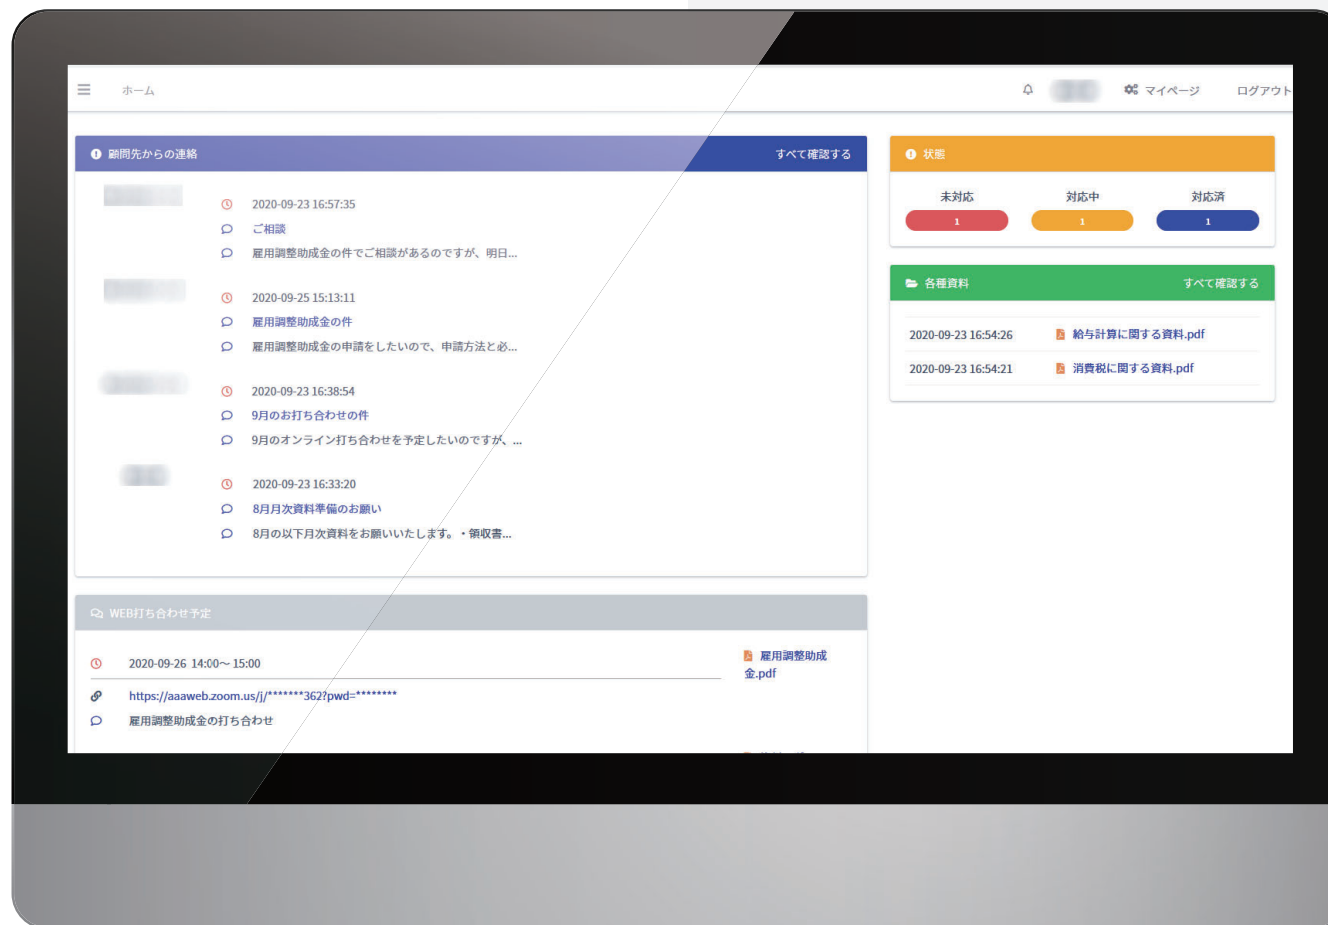 ホーム
マイページ
ログアウト
顧問先からの連絡
すべて確認する
2020-09-23 16:57:35
ご相談
雇用調整助成金の件でご相談があるのですが、明日...
2020-09-25 15:13:11
雇用調整助成金の件
雇用調整助成金の申請をしたいので、申請方法と必...
2020-09-23 16:38:54
9月のお打ち合わせの件
9月のオンライン打ち合わせを予定したいのですが、...
2020-09-23 16:33:20
8月月次資料準備のお願い
8月の以下月次資料をお願いいたします。・領収書...
状態
未対応 対応中 対応済
1 1 1
各種資料
すべて確認する
2020-09-23 16:54:26 給与計算に関する資料.pdf
2020-09-23 16:54:21 消費税に関する資料.pdf
WEB打ち合わせ予定
2020-09-26 14:00～15:00
https://aaaweb.zoom.us/j/*******362?pwd=********
雇用調整助成金の打ち合わせ
雇用調整助成
金.pdf